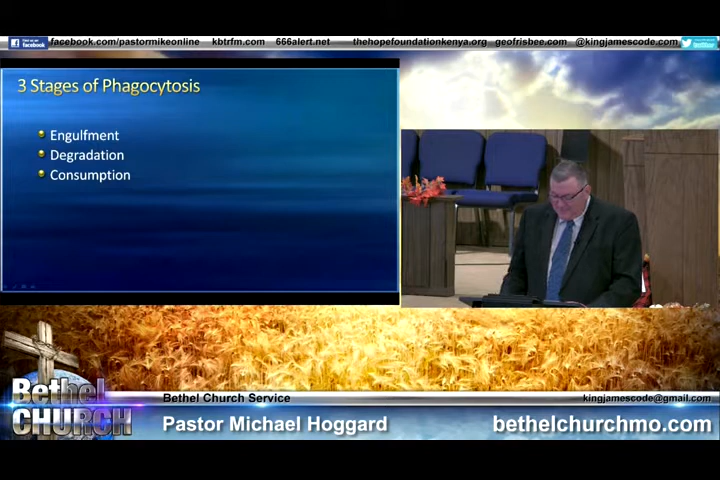 facebook.com/pastormikeonline kbtrfm.com 666alert.net thehopefoundationkenya.org geofrisbee.com @kingjamescode.com
3 Stages of Phagocytosis
Engulfment
Degradation
Consumption
Bethel
CHURCH
Bethel Church Service kingjamescode@gmail.com
Pastor Michael Hoggard bethelchurchmo.com